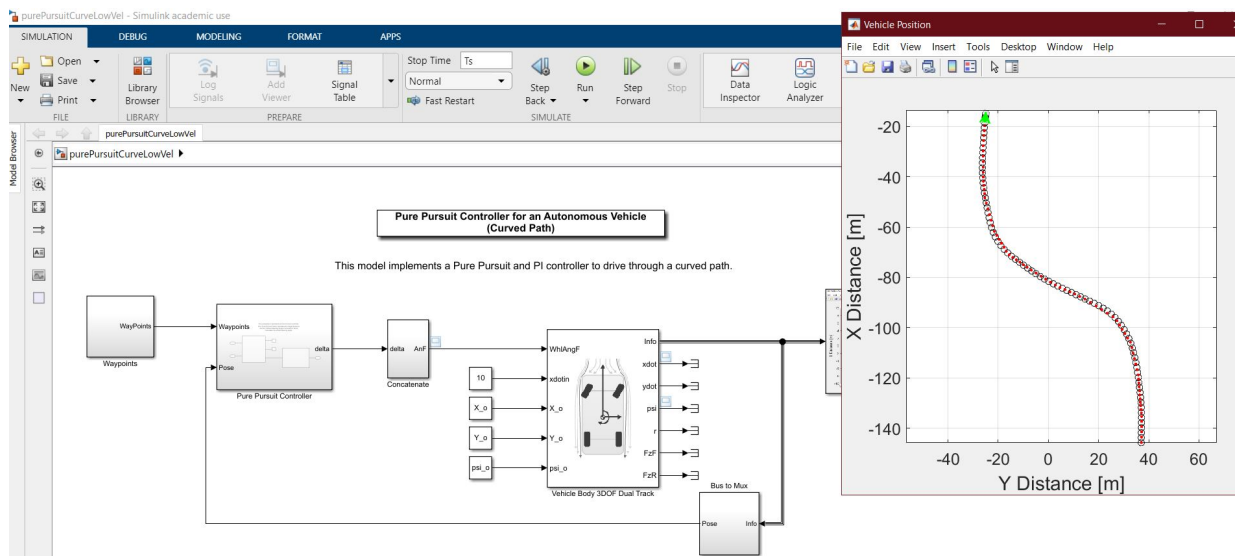 purePursuitCurveLowVel - Simulink academic use
SIMULATION DEBUG MODELING FORMAT APPS
New
Open
Save
Print
FILE
Library Browser
LIBRARY
Log Signals
Add Viewer
Signal Table
PREPARE
Stop Time Ts
Normal
Fast Restart
Step Back
Run
Step Forward
Stop
SIMULATE
Data Inspector
Logic Analyzer
Model Browser
purePursuitCurveLowVel
purePursuitCurveLowVel
Pure Pursuit Controller for an Autonomous Vehicle
(Curved Path)
This model implements a Pure Pursuit and PI controller to drive through a curved path.
WayPoints
Waypoints
Waypoints
Pose
delta
Pure Pursuit Controller
delta AnF
Concatenate
10
X_o
Y_o
psi_o
WhlAngF
xdotin
X_o
Y_o
psi_o
Info
xdot
ydot
psi
r
FzF
FzR
Vehicle Body 3DOF Dual Track
Bus to Mux
Pose Info
Vehicle Position
File Edit View Insert Tools Desktop Window Help
-20
-40
-60
-80
-100
-120
-140
X Distance [m]
-40 -20 0 20 40 60
Y Distance [m]